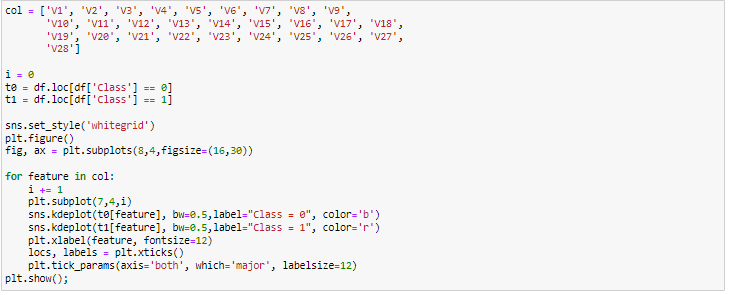 col = ['V1', 'V2', 'V3', 'V4', 'V5', 'V6', 'V7', 'V8', 'V9',
'V10', 'V11', 'V12', 'V13', 'V14', 'V15', 'V16', 'V17', 'V18',
'V19', 'V20', 'V21', 'V22', 'V23', 'V24', 'V25', 'V26', 'V27',
'V28']
i = 0
t0 = df.loc[df['Class'] == 0]
t1 = df.loc[df['Class'] == 1]
sns.set_style('whitegrid')
plt.figure()
fig, ax = plt.subplots(8,4,figsize=(16,30))
for feature in col:
i += 1
plt.subplot(7,4,i)
sns.kdeplot(t0[feature], bw=0.5,label="Class = 0", color='b')
sns.kdeplot(t1[feature], bw=0.5,label="Class = 1", color='r')
plt.xlabel(feature, fontsize=12)
locs, labels = plt.xticks()
plt.tick_params(axis='both', which='major', labelsize=12)
plt.show();